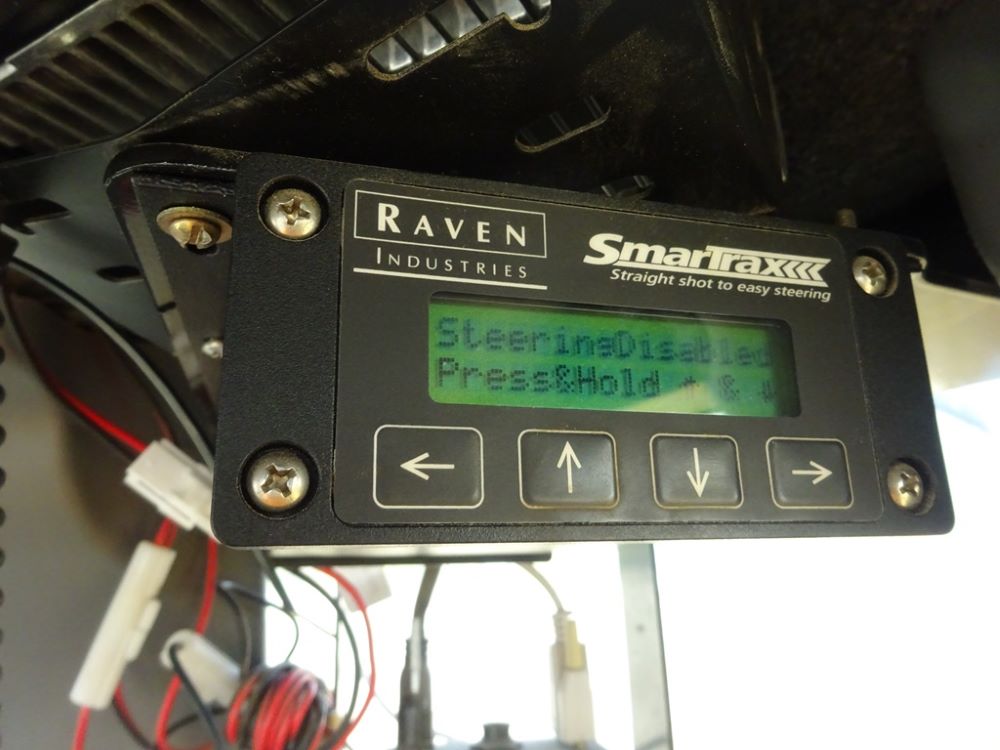 RAVEN
INDUSTRIES
SmarTrax
Straight shot to easy steering
SteeringDisabled
Press&Hold ↑ & ↓
← ↑ ↓ →